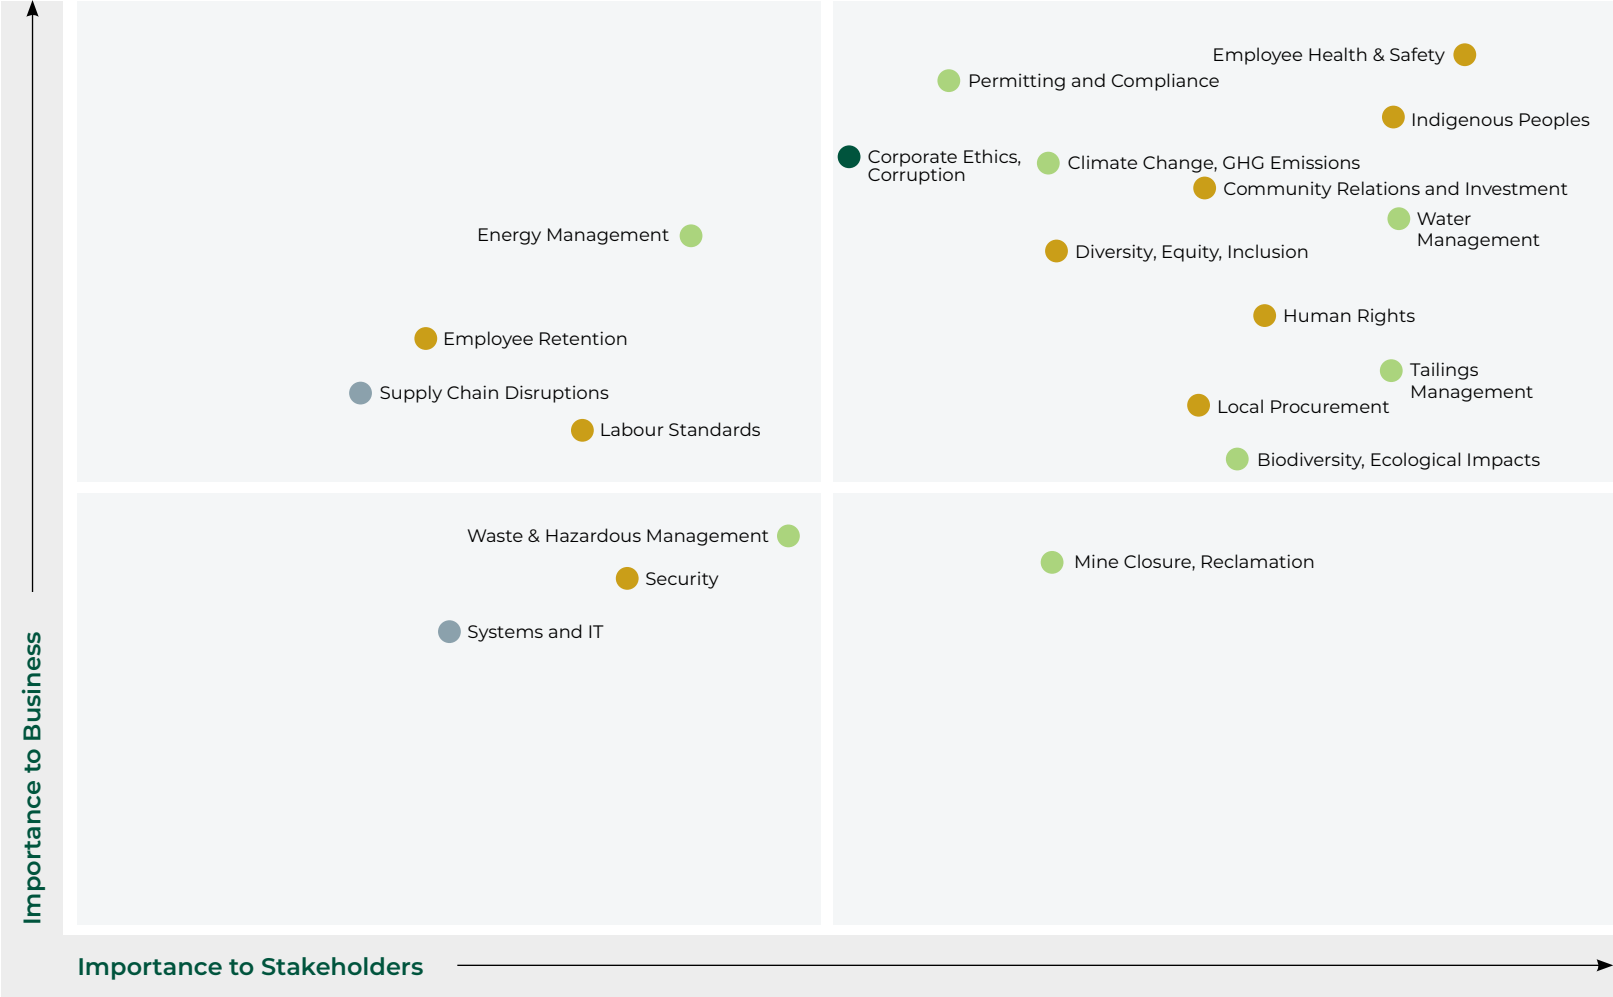 Employee Health & Safety
Permitting and Compliance
Indigenous Peoples
Corporate Ethics,
Corruption
Climate Change, GHG Emissions
Community Relations and Investment
Water
Management
Energy Management
Diversity, Equity, Inclusion
Human Rights
Employee Retention
Tailings
Management
Supply Chain Disruptions
Local Procurement
Labour Standards
Biodiversity, Ecological Impacts
Waste & Hazardous Management
Mine Closure, Reclamation
Security
Systems and IT
Importance to Business
Importance to Stakeholders